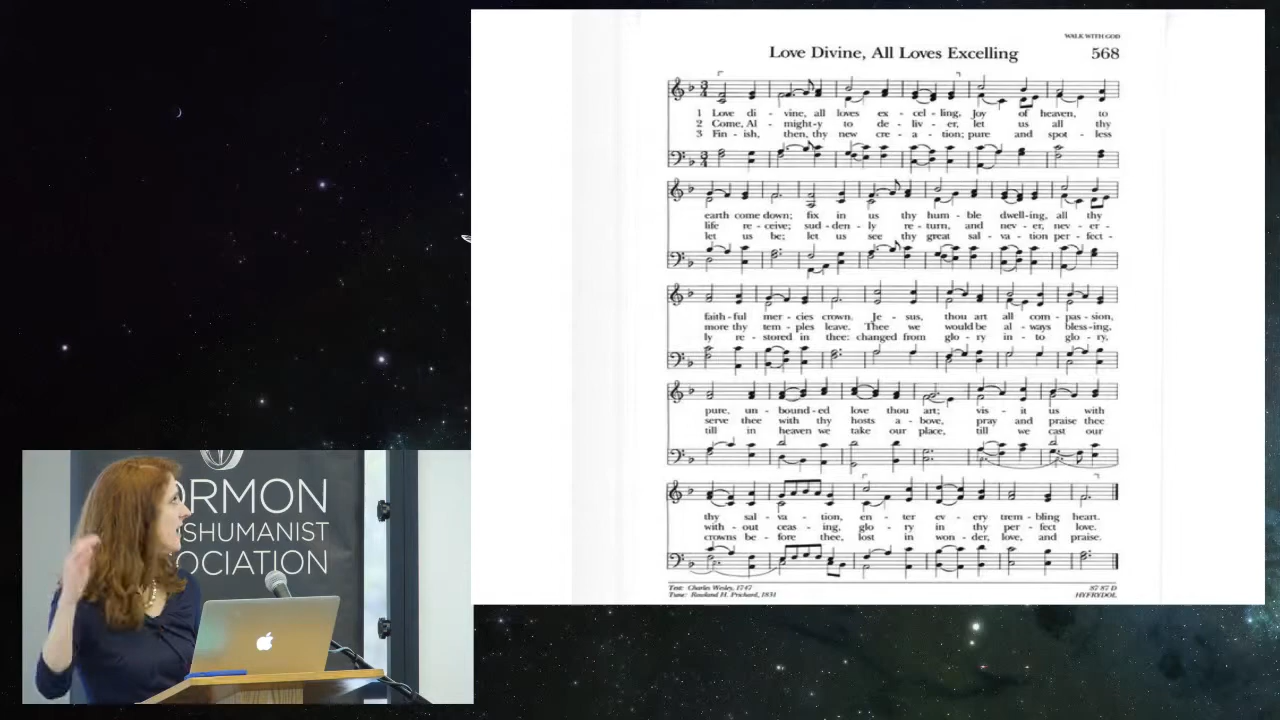 WALK WITH GOD
Love Divine, All Loves Excelling 568
1 Love di - vine, all loves ex - cel - ling, Joy of heaven, to
2 Come, Al - might - y to de - liv - er, let us all thy
3 Fin - ish, then, thy new cre - a - tion; pure and spot - less
earth come down; fix in us thy hum - ble dwell - ing, all thy
life re - ceive; sud - den - ly re - turn, and nev - er, nev - er -
let us be; let us see thy great sal - va - tion per - fect -
faith - ful mer - cies crown. Je - sus, thou art all com - pas - sion,
more thy tem - ples leave. Thee we would be al - ways bless - ing,
ly re - stored in thee: changed from glo - ry in - to glo - ry,
pure, un - bound - ed love thou art; vis - it us with
serve thee with thy hosts a - bove, pray and praise thee
till in heaven we take our place, till we cast our
thy sal - va - tion, en - ter ev - ery trem - bling heart.
with - out ceas - ing, glo - ry in thy per - fect love.
crowns be - fore thee, lost in won - der, love, and praise.
Text: Charles Wesley, 1747 87 87 D
Tune: Rowland H. Prichard, 1831 HYFRYDOL
ORMON
SHUMANIST
OCIATION